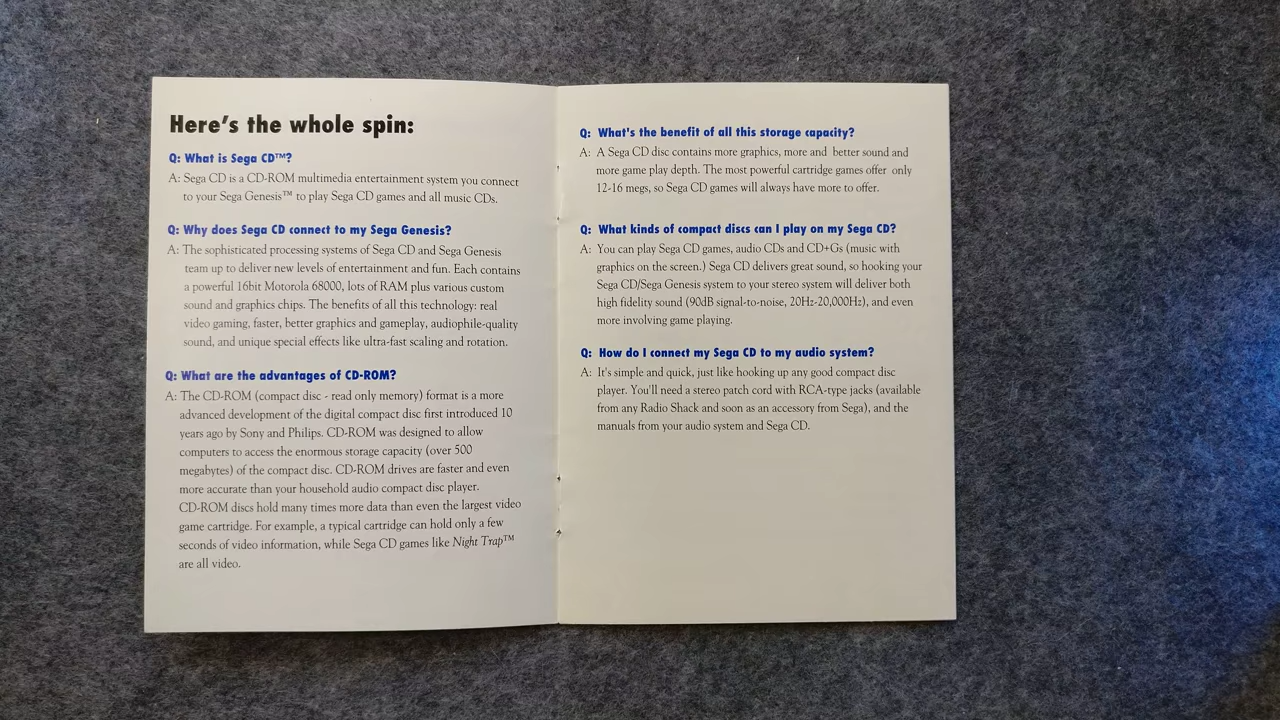 Here's the whole spin:
Q: What is Sega CD™?
A: Sega CD is a CD-ROM multimedia entertainment system you connect
to your Sega Genesis™ to play Sega CD games and all music CDs.
Q: Why does Sega CD connect to my Sega Genesis?
A: The sophisticated processing systems of Sega CD and Sega Genesis
team up to deliver new levels of entertainment and fun. Each contains
a powerful 16bit Motorola 68000, lots of RAM plus various custom
sound and graphics chips. The benefits of all this technology: real
video gaming, faster, better graphics and gameplay, audiophile-quality
sound, and unique special effects like ultra-fast scaling and rotation.
Q: What are the advantages of CD-ROM?
A: The CD-ROM (compact disc - read only memory) format is a more
advanced development of the digital compact disc first introduced 10
years ago by Sony and Philips. CD-ROM was designed to allow
computers to access the enormous storage capacity (over 500
megabytes) of the compact disc. CD-ROM drives are faster and even
more accurate than your household audio compact disc player.
CD-ROM discs hold many times more data than even the largest video
game cartridge. For example, a typical cartridge can hold only a few
seconds of video information, while Sega CD games like Night Trap™
are all video.
Q: What's the benefit of all this storage capacity?
A: A Sega CD disc contains more graphics, more and better sound and
more game play depth. The most powerful cartridge games offer only
12-16 megs, so Sega CD games will always have more to offer.
Q: What kinds of compact discs can I play on my Sega CD?
A: You can play Sega CD games, audio CDs and CD+Gs (music with
graphics on the screen.) Sega CD delivers great sound, so hooking your
Sega CD/Sega Genesis system to your stereo system will deliver both
high fidelity sound (90dB signal-to-noise, 20Hz-20,000Hz), and even
more involving game playing.
Q: How do I connect my Sega CD to my audio system?
A: It's simple and quick, just like hooking up any good compact disc
player. You'll need a stereo patch cord with RCA-type jacks (available
from any Radio Shack and soon as an accessory from Sega), and the
manuals from your audio system and Sega CD.